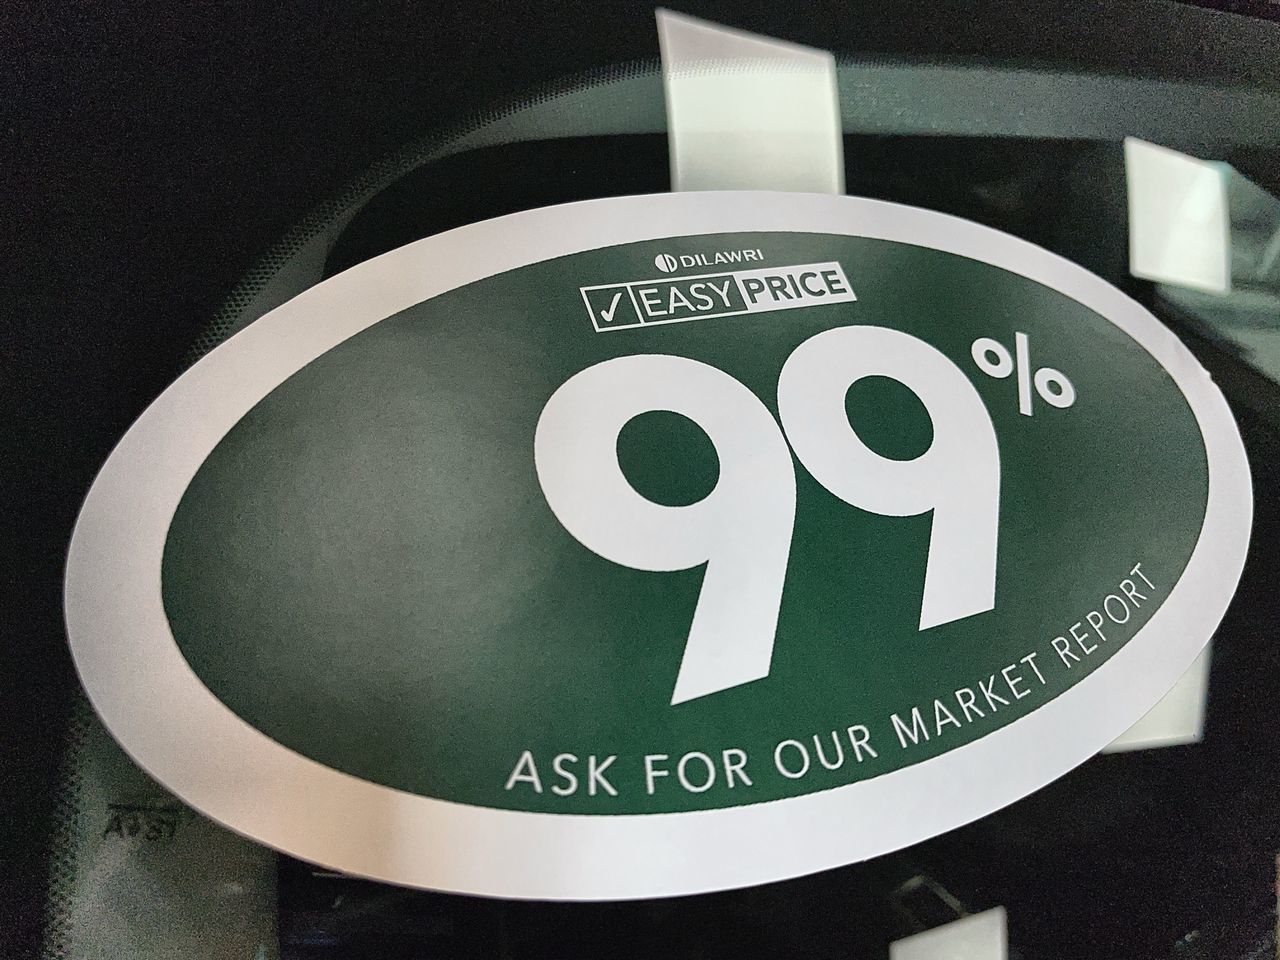 DILAWRI
✓ EASY PRICE
99%
ASK FOR OUR MARKET REPORT